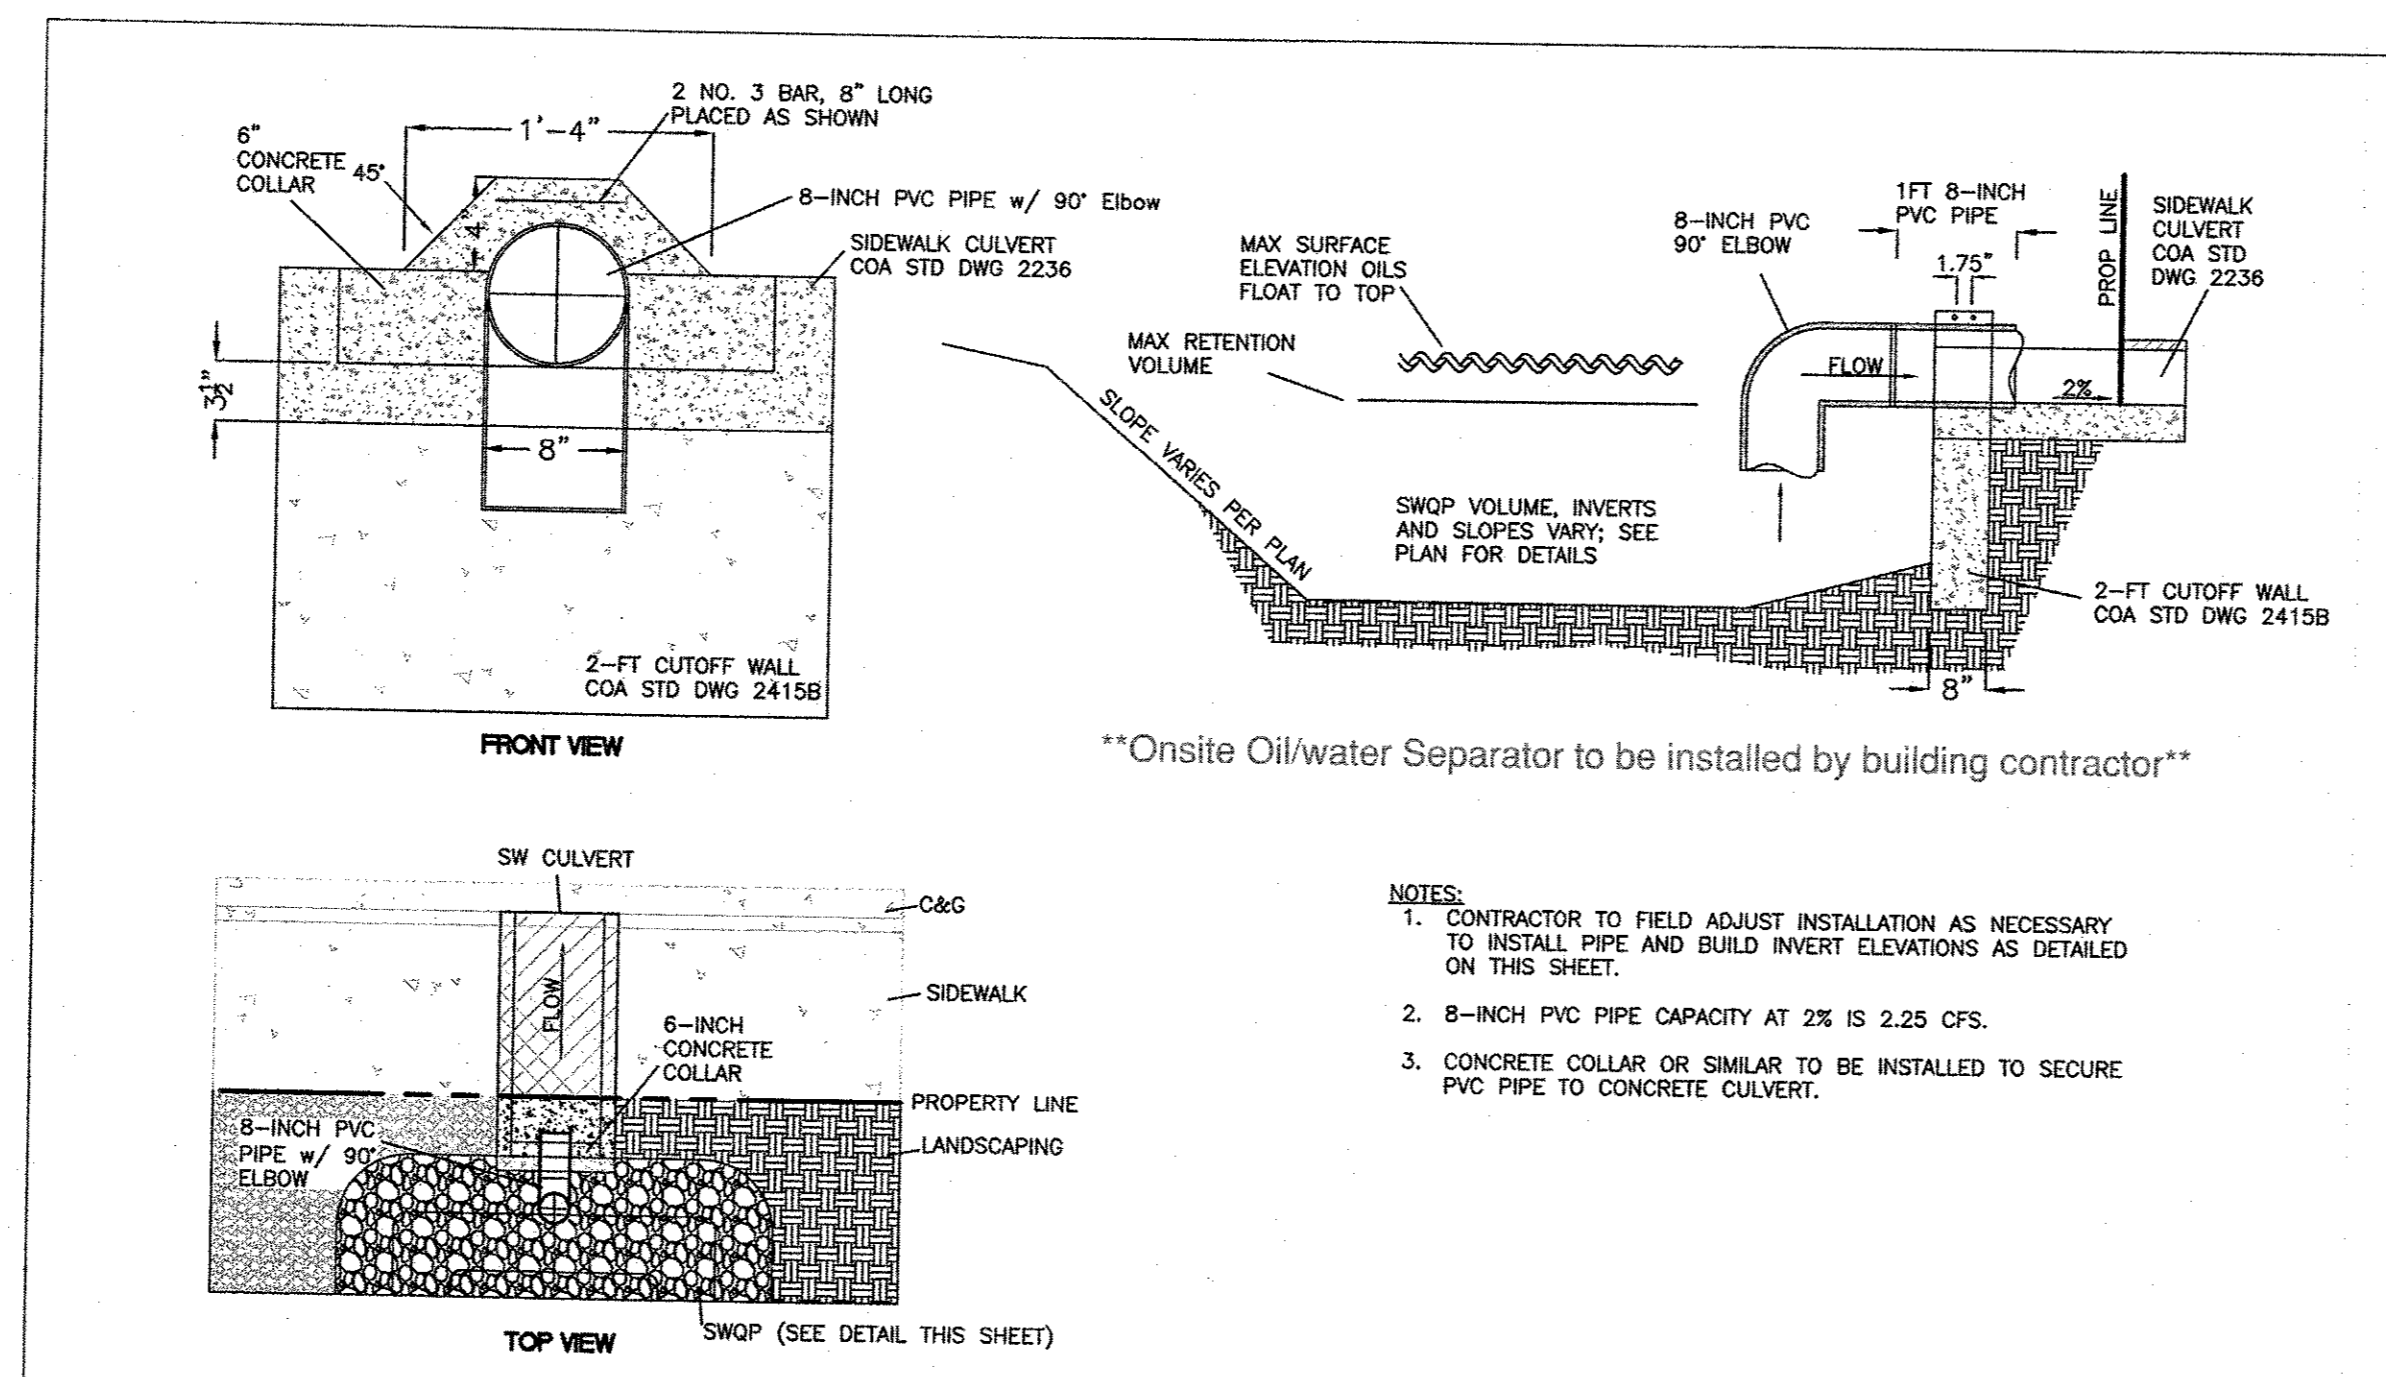 2 NO. 3 BAR, 8" LONG
PLACED AS SHOWN
1'-4"
6"
CONCRETE
COLLAR
45°
4"
8-INCH PVC PIPE w/ 90° Elbow
SIDEWALK CULVERT
COA STD DWG 2236
3 1/2"
8"
2-FT CUTOFF WALL
COA STD DWG 2415B
FRONT VIEW
MAX SURFACE
ELEVATION OILS
FLOAT TO TOP
MAX RETENTION
VOLUME
SLOPE VARIES PER PLAN
8-INCH PVC
90° ELBOW
1FT 8-INCH
PVC PIPE
1.75"
PROP LINE
SIDEWALK
CULVERT
COA STD
DWG 2236
FLOW
2%
SWQP VOLUME, INVERTS
AND SLOPES VARY; SEE
PLAN FOR DETAILS
2-FT CUTOFF WALL
COA STD DWG 2415B
8"
**Onsite Oil/water Separator to be installed by building contractor**
SW CULVERT
C&G
FLOW
SIDEWALK
6-INCH
CONCRETE
COLLAR
PROPERTY LINE
8-INCH PVC
PIPE w/ 90°
ELBOW
LANDSCAPING
SWQP (SEE DETAIL THIS SHEET)
TOP VIEW
NOTES:
1. CONTRACTOR TO FIELD ADJUST INSTALLATION AS NECESSARY
TO INSTALL PIPE AND BUILD INVERT ELEVATIONS AS DETAILED
ON THIS SHEET.
2. 8-INCH PVC PIPE CAPACITY AT 2% IS 2.25 CFS.
3. CONCRETE COLLAR OR SIMILAR TO BE INSTALLED TO SECURE
PVC PIPE TO CONCRETE CULVERT.